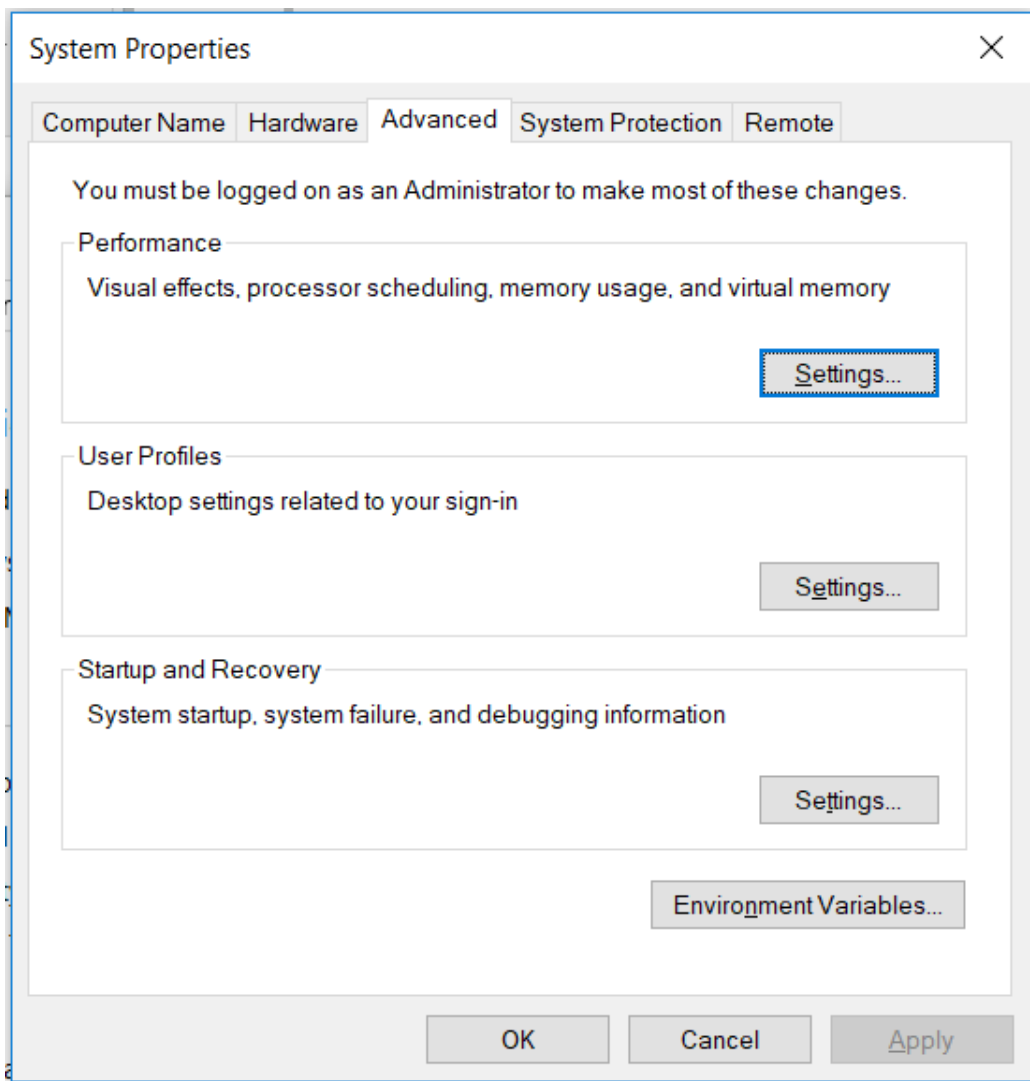 System Properties
Computer Name Hardware Advanced System Protection Remote
You must be logged on as an Administrator to make most of these changes.
Performance
Visual effects, processor scheduling, memory usage, and virtual memory
Settings...
User Profiles
Desktop settings related to your sign-in
Settings...
Startup and Recovery
System startup, system failure, and debugging information
Settings...
Environment Variables...
OK Cancel Apply